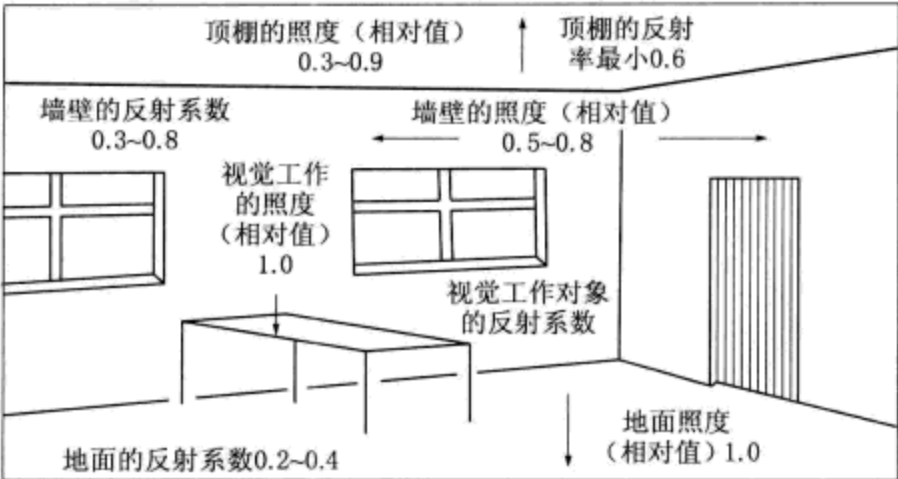 顶棚的照度（相对值）
0.3~0.9
顶棚的反射
率最小0.6
墙壁的反射系数
0.3~0.8
墙壁的照度（相对值）
0.5~0.8
视觉工作
的照度
（相对值）
1.0
视觉工作对象
的反射系数
地面照度
（相对值）1.0
地面的反射系数0.2~0.4